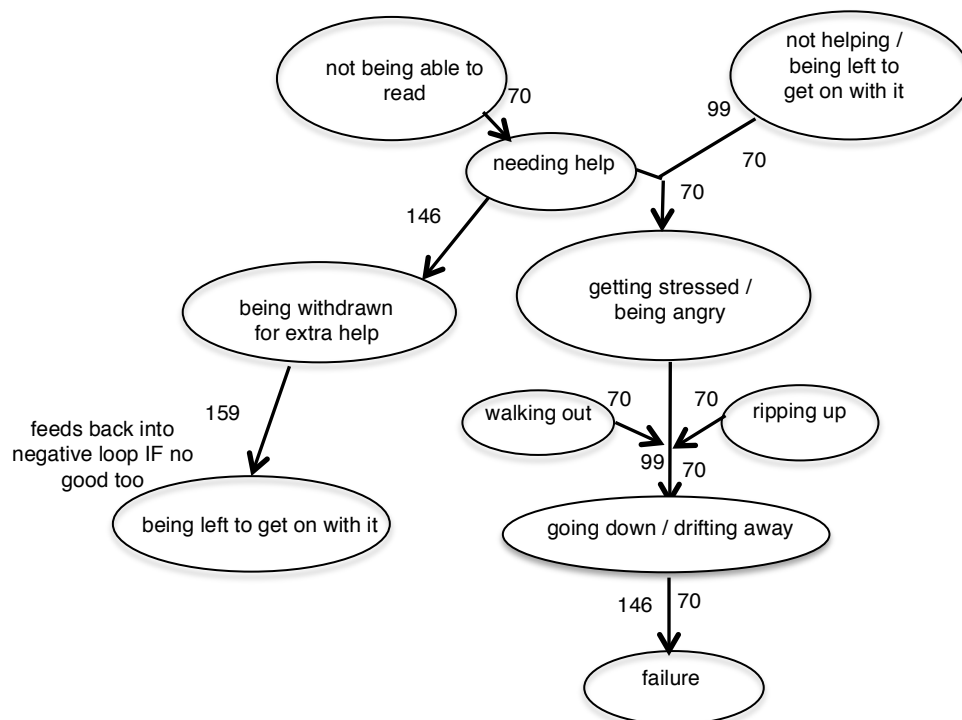 not being able to
read
not helping /
being left to
get on with it
70
99
70
needing help
70
146
being withdrawn
for extra help
getting stressed /
being angry
159
feeds back into
negative loop IF no
good too
walking out
70
70
ripping up
99
70
being left to get on with it
going down / drifting away
146
70
failure